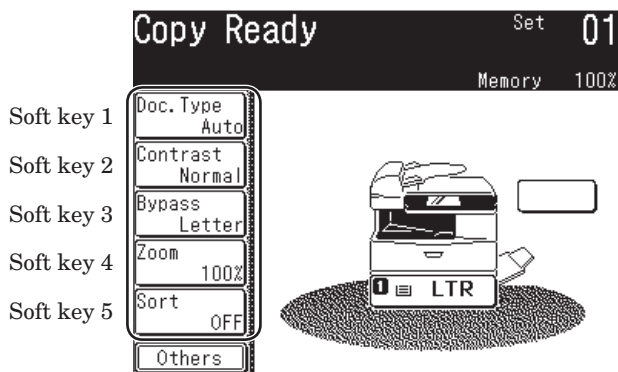 Copy Ready Set 01
Memory 100%
Soft key 1 Doc.Type
Auto
Soft key 2 Contrast
Normal
Soft key 3 Bypass
Letter
Soft key 4 Zoom
100%
Soft key 5 Sort
OFF
1 LTR
Others